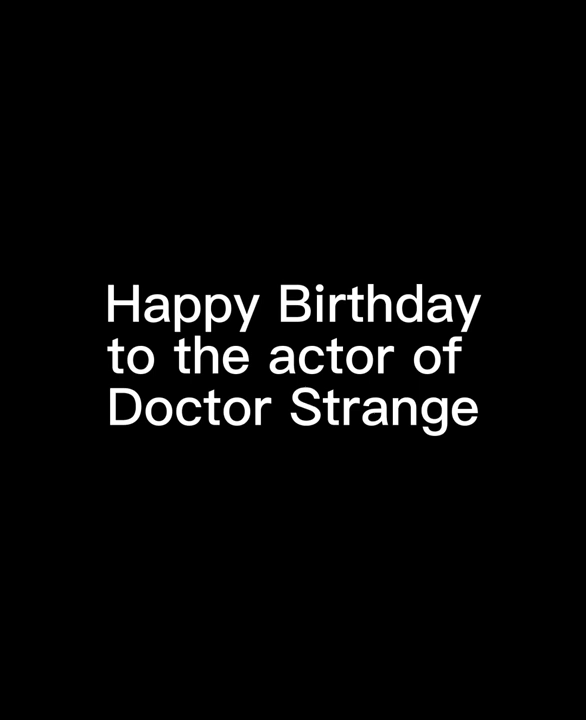 Happy Birthday
to the actor of
Doctor Strange